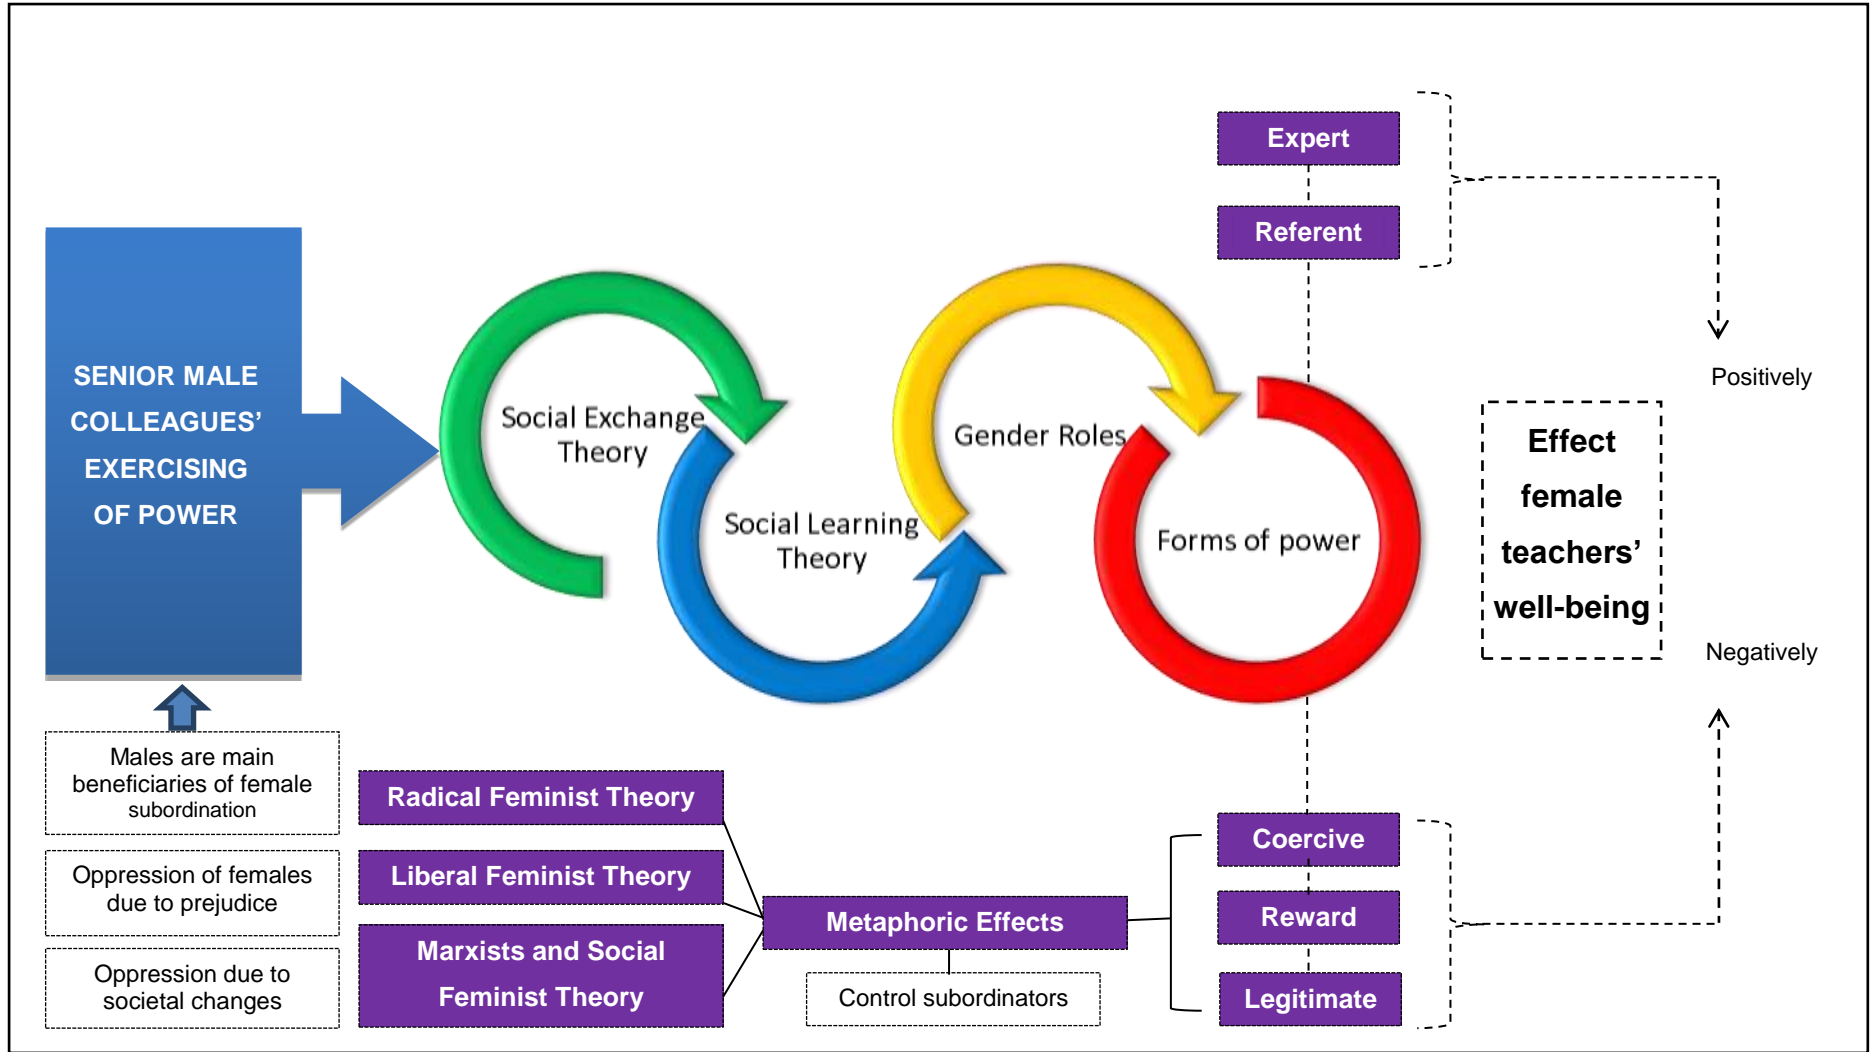 SENIOR MALE
COLLEAGUES’
EXERCISING
OF POWER
Males are main
beneficiaries of female
subordination
Oppression of females
due to prejudice
Oppression due to
societal changes
Social Exchange
Theory
Social Learning
Theory
Gender Roles
Forms of power
Radical Feminist Theory
Liberal Feminist Theory
Marxists and Social
Feminist Theory
Metaphoric Effects
Control subordinators
Expert
Referent
Coercive
Reward
Legitimate
Effect
female
teachers’
well-being
Positively
Negatively